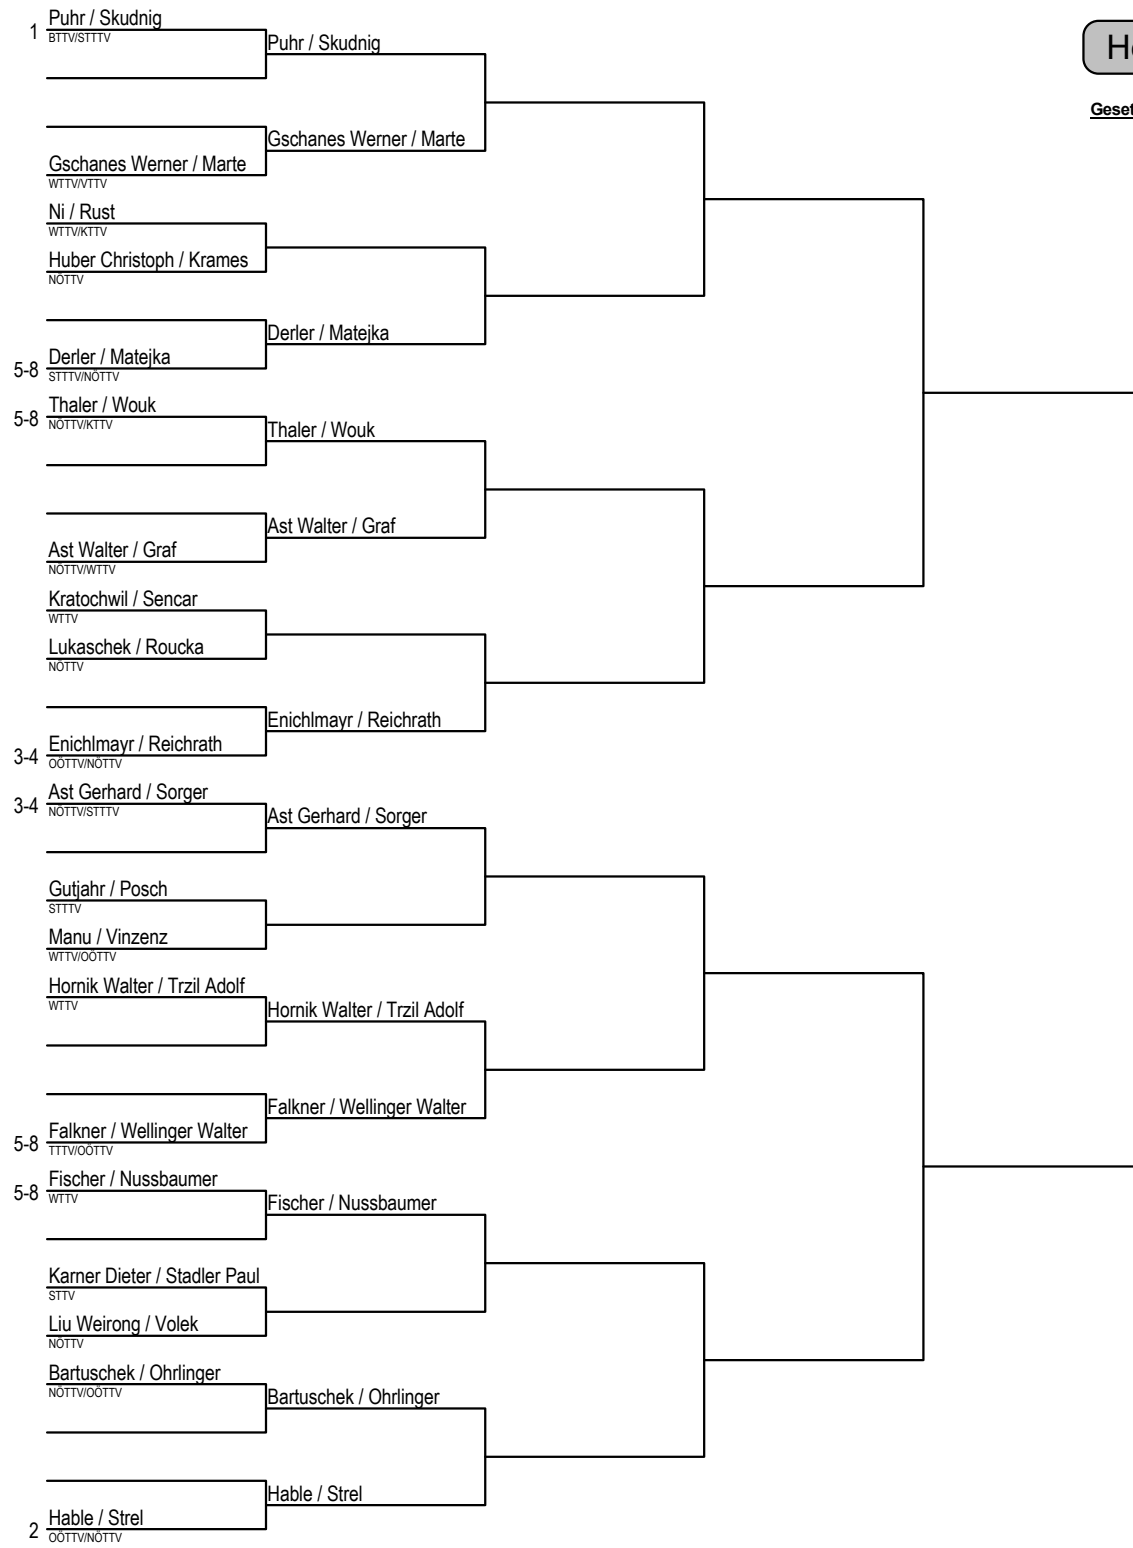 Puhr / Skudnig
1
BTTV/STTTV
Puhr / Skudnig
Gschanes Werner / Marte
Gschanes Werner / Marte
WTTV/VTTV
Ni / Rust
WTTV/KTTV
Huber Christoph / Krames
NÖTTV
Derler / Matejka
Derler / Matejka
5-8
STTTV/NÖTTV
Thaler / Wouk
5-8
NÖTTV/KTTV
Thaler / Wouk
Ast Walter / Graf
Ast Walter / Graf
NÖTTV/WTTV
Kratochwil / Sencar
WTTV
Lukaschek / Roucka
NÖTTV
Enichlmayr / Reichrath
Enichlmayr / Reichrath
3-4
OÖTTV/NÖTTV
Ast Gerhard / Sorger
3-4
NÖTTV/STTTV
Ast Gerhard / Sorger
Gutjahr / Posch
STTTV
Manu / Vinzenz
WTTV/OÖTTV
Hornik Walter / Trzil Adolf
WTTV
Hornik Walter / Trzil Adolf
Falkner / Wellinger Walter
Falkner / Wellinger Walter
5-8
TTTV/OÖTTV
Fischer / Nussbaumer
5-8
WTTV
Fischer / Nussbaumer
Karner Dieter / Stadler Paul
STTV
Liu Weirong / Volek
NÖTTV
Bartuschek / Ohrlinger
NÖTTV/OÖTTV
Bartuschek / Ohrlinger
Hable / Strel
Hable / Strel
2
OÖTTV/NÖTTV